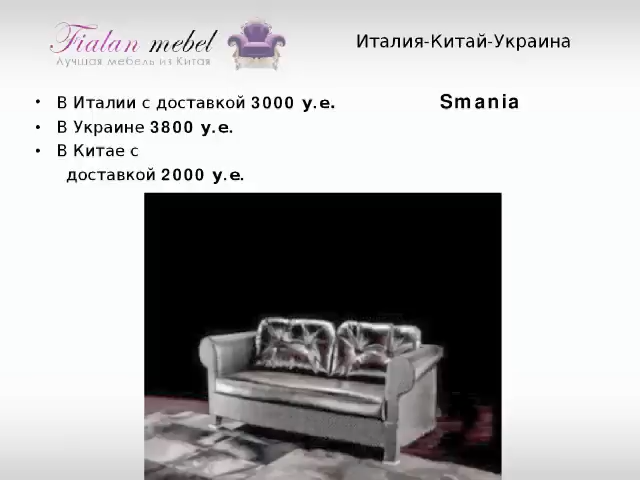 Fialan mebel
Лучшая мебель из Китая
Италия-Китай-Украина
• В Италии с доставкой 3000 у.е.
Smania
• В Украине 3800 у.е.
• В Китае с
доставкой 2000 у.е.